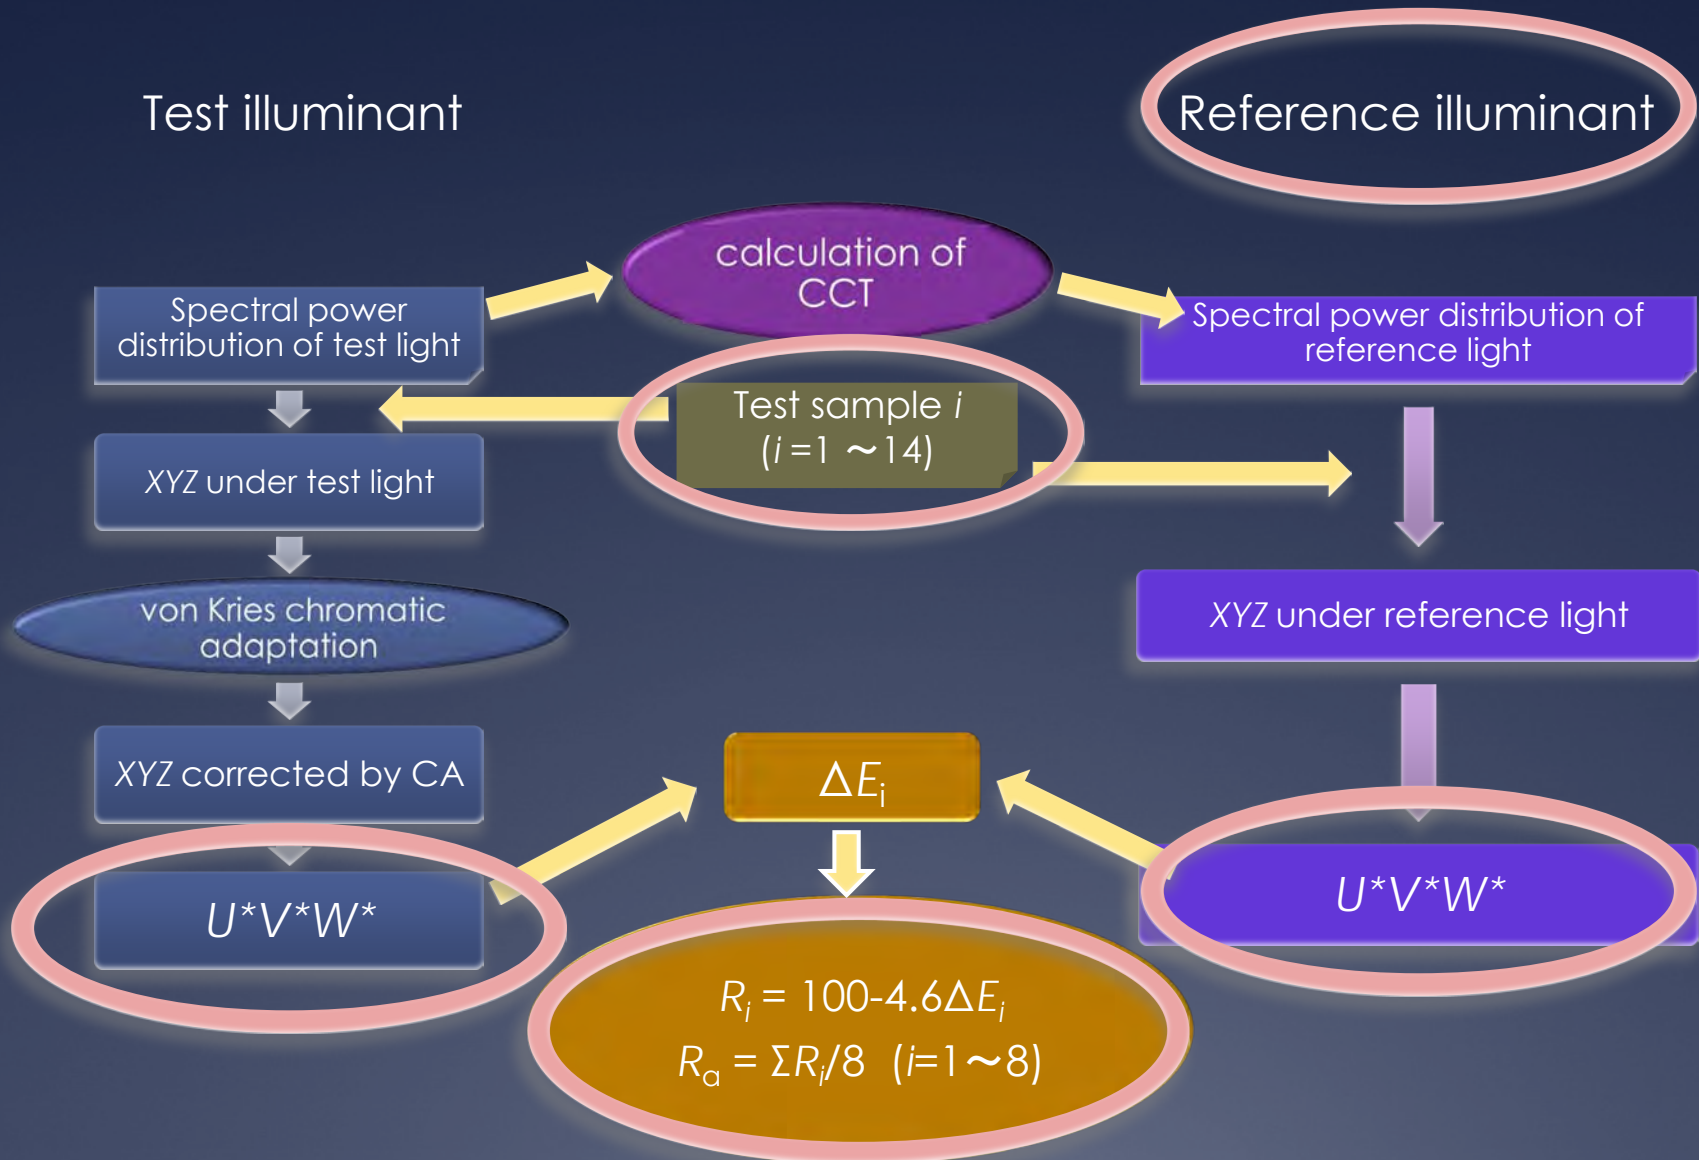 Test illuminant
Reference illuminant
calculation of
CCT
Spectral power
distribution of test light
Spectral power distribution of
reference light
Test sample i
(i =1 ～14)
XYZ under test light
von Kries chromatic
adaptation
XYZ under reference light
XYZ corrected by CA
ΔEi
U*V*W*
U*V*W*
Ri = 100-4.6ΔEi
Ra = ΣRi/8 (i=1～8)